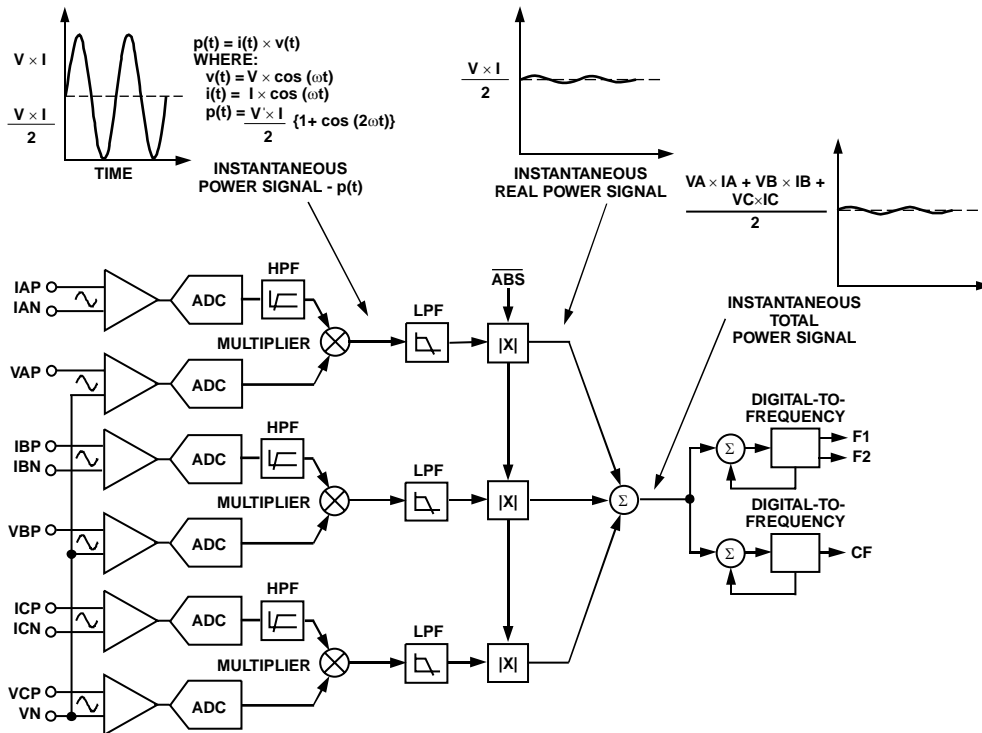 V × I
V × I
2
TIME
p(t) = i(t) × v(t)
WHERE:
v(t) = V × cos (ωt)
i(t) = I × cos (ωt)
p(t) = V × I
2
{1+ cos (2ωt)}
INSTANTANEOUS
POWER SIGNAL - p(t)
V × I
2
INSTANTANEOUS
REAL POWER SIGNAL
VA × IA + VB × IB +
VC×IC
2
INSTANTANEOUS
TOTAL
POWER SIGNAL
IAP
IAN
ADC
HPF
MULTIPLIER
LPF
ABS
|X|
VAP
ADC
IBP
IBN
ADC
HPF
MULTIPLIER
LPF
|X|
Σ
VBP
ADC
ICP
ICN
ADC
HPF
MULTIPLIER
LPF
|X|
VCP
VN
ADC
DIGITAL-TO-
FREQUENCY
Σ
F1
F2
DIGITAL-TO-
FREQUENCY
Σ
CF